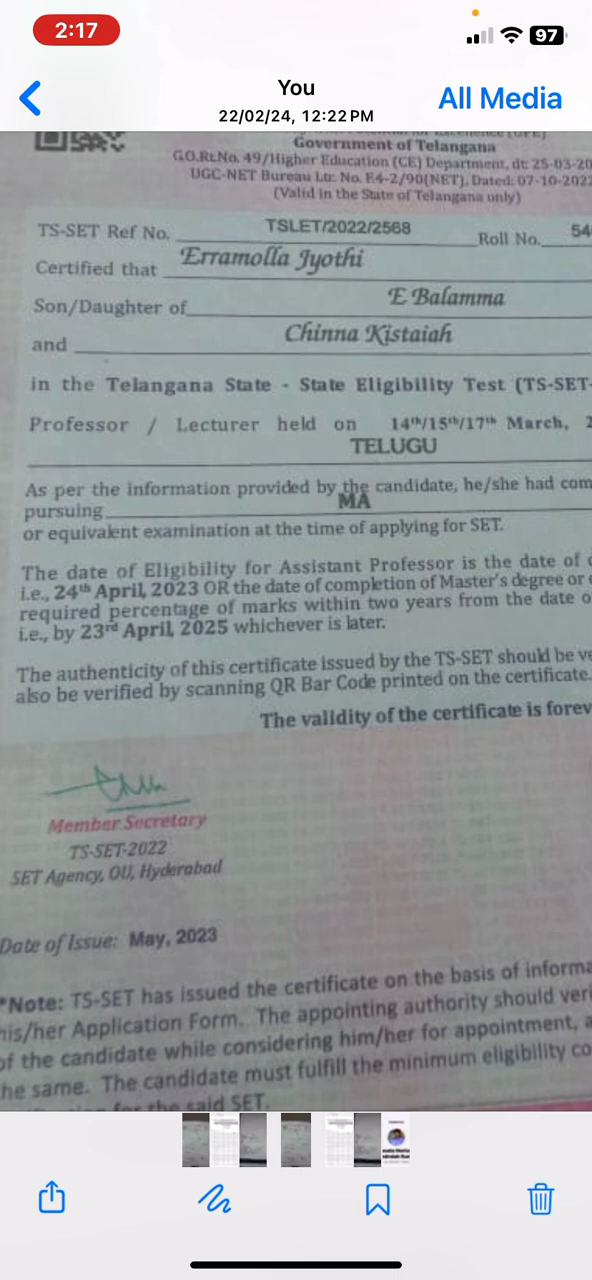 2:17
97
You
22/02/24, 12:22 PM
All Media
Government of Telangana
G.O.Rt.No. 49/Higher Education (CE) Department, dt: 25-03-20
UGC-NET Bureau Ltr. No. F.4-2/90(NET), Dated: 07-10-202
(Valid in the State of Telangana only)
TS-SET Ref No. TSLET/2022/2568 Roll No. 54
Certified that Erramolla Jyothi
Son/Daughter of E Balamma
and Chinna Kistaiah
in the Telangana State - State Eligibility Test (TS-SET-
Professor / Lecturer held on 14th/15th/17th March, 2
TELUGU
As per the information provided by the candidate, he/she had com
pursuing MA
or equivalent examination at the time of applying for SET.
The date of Eligibility for Assistant Professor is the date of
i.e., 24th April, 2023 OR the date of completion of Master's degree or
required percentage of marks within two years from the date o
i.e., by 23rd April, 2025 whichever is later.
The authenticity of this certificate issued by the TS-SET should be ve
also be verified by scanning QR Bar Code printed on the certificate.
The validity of the certificate is forev
Member Secretary
TS-SET-2022
SET Agency, OU, Hyderabad
Date of Issue: May, 2023
*Note: TS-SET has issued the certificate on the basis of informa
his/her Application Form. The appointing authority should veri
of the candidate while considering him/her for appointment, a
he same. The candidate must fulfill the minimum eligibility co
for the said SET.